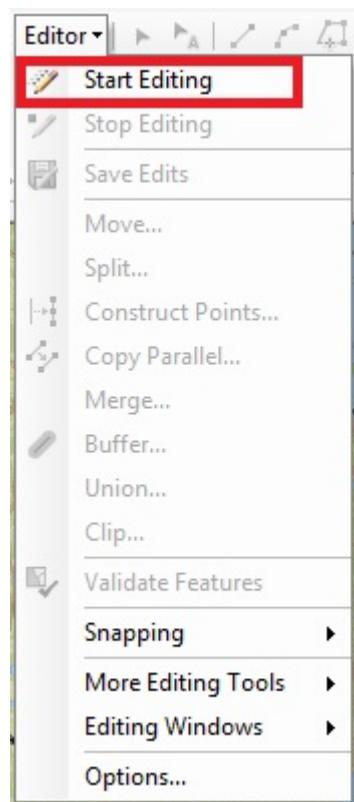 Editor
Start Editing
Stop Editing
Save Edits
Move...
Split...
Construct Points...
Copy Parallel...
Merge...
Buffer...
Union...
Clip...
Validate Features
Snapping
More Editing Tools
Editing Windows
Options...